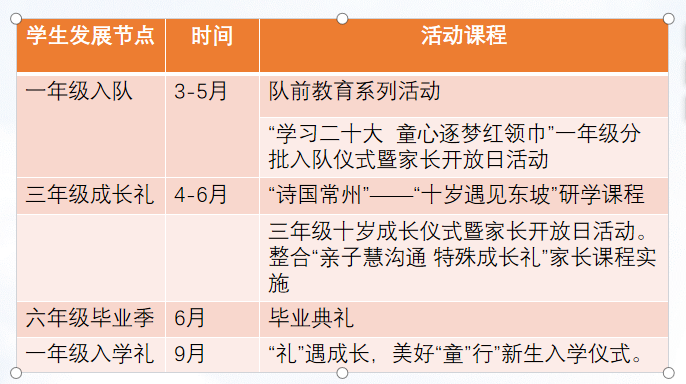 学生发展节点 时间 活动课程
一年级入队 3-5月 队前教育系列活动
“学习二十大 童心逐梦红领巾”一年级分
批入队仪式暨家长开放日活动
三年级成长礼 4-6月 “诗国常州”——“十岁遇见东坡”研学课程
三年级十岁成长仪式暨家长开放日活动。
整合“亲子慧沟通 特殊成长礼”家长课程实
施
六年级毕业季 6月 毕业典礼
一年级入学礼 9月 “礼”遇成长，美好“童”行”新生入学仪式。